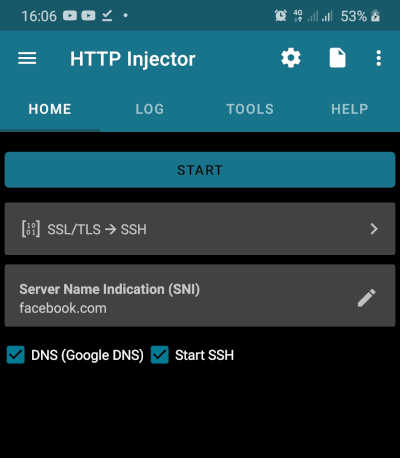 16:06 4G 53%
HTTP Injector
HOME LOG TOOLS HELP
START
SSL/TLS → SSH
Server Name Indication (SNI)
facebook.com
DNS (Google DNS) Start SSH